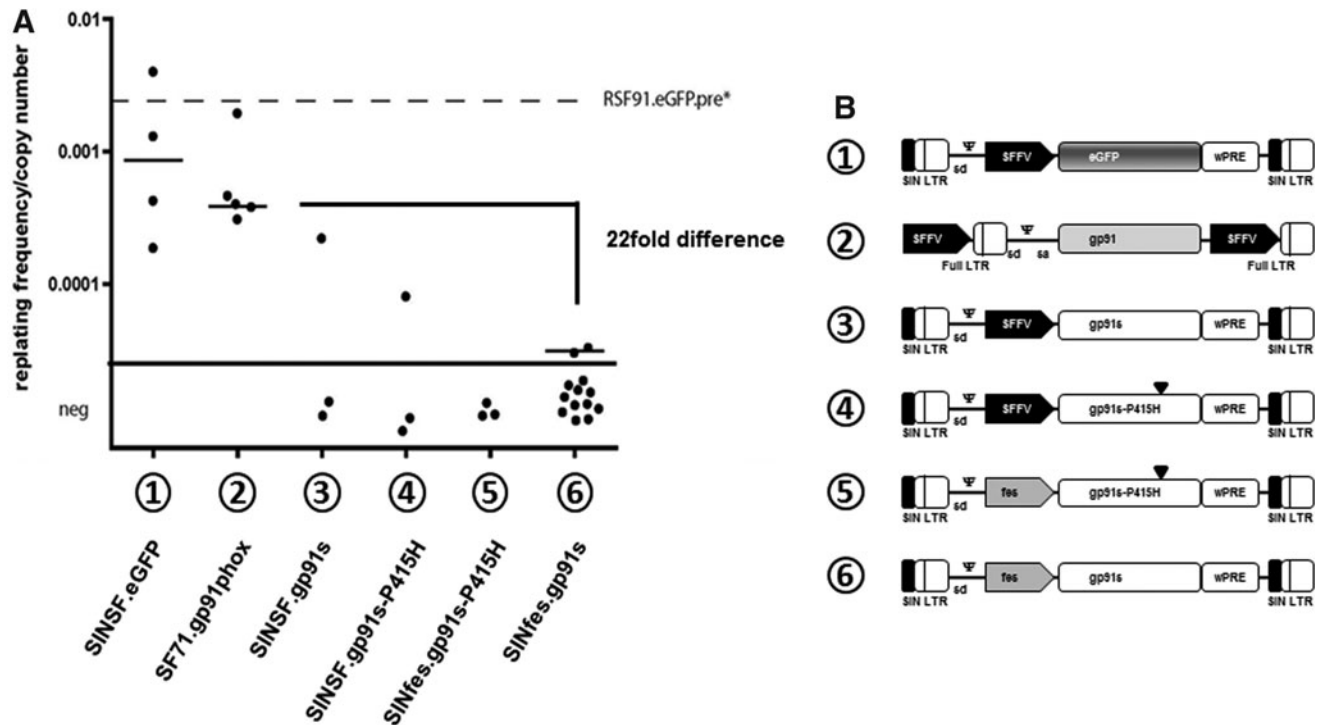 A
replating frequency/copy number
0.01
0.001
0.0001
neg
RSF91.eGFP.pre*
22fold difference
① ② ③ ④ ⑤ ⑥
SINSF.eGFP
SF71.gp91phox
SINSF.gp91s
SINSF.gp91s-P415H
SINfes.gp91s-P415H
SINfes.gp91s
B
① Ψ SFFV eGFP wPRE
SIN LTR sd SIN LTR
② SFFV Ψ gp91 SFFV
Full LTR sd sa Full LTR
③ Ψ SFFV gp91s wPRE
SIN LTR sd SIN LTR
④ Ψ SFFV gp91s-P415H wPRE
SIN LTR sd SIN LTR
⑤ Ψ fes gp91s-P415H wPRE
SIN LTR sd SIN LTR
⑥ Ψ fes gp91s wPRE
SIN LTR sd SIN LTR